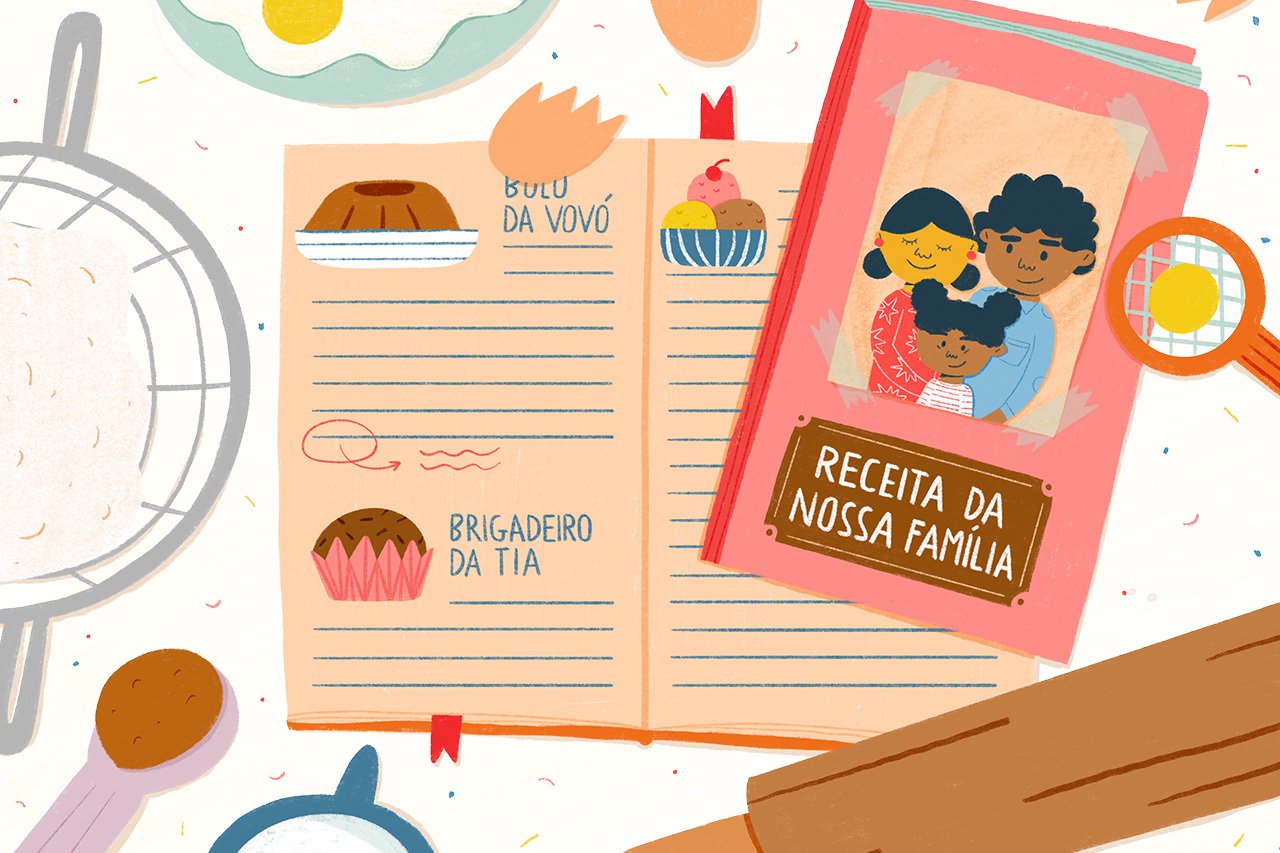 BOLO
DA VOVÓ
BRIGADEIRO
DA TIA
RECEITA DA
NOSSA FAMÍLIA